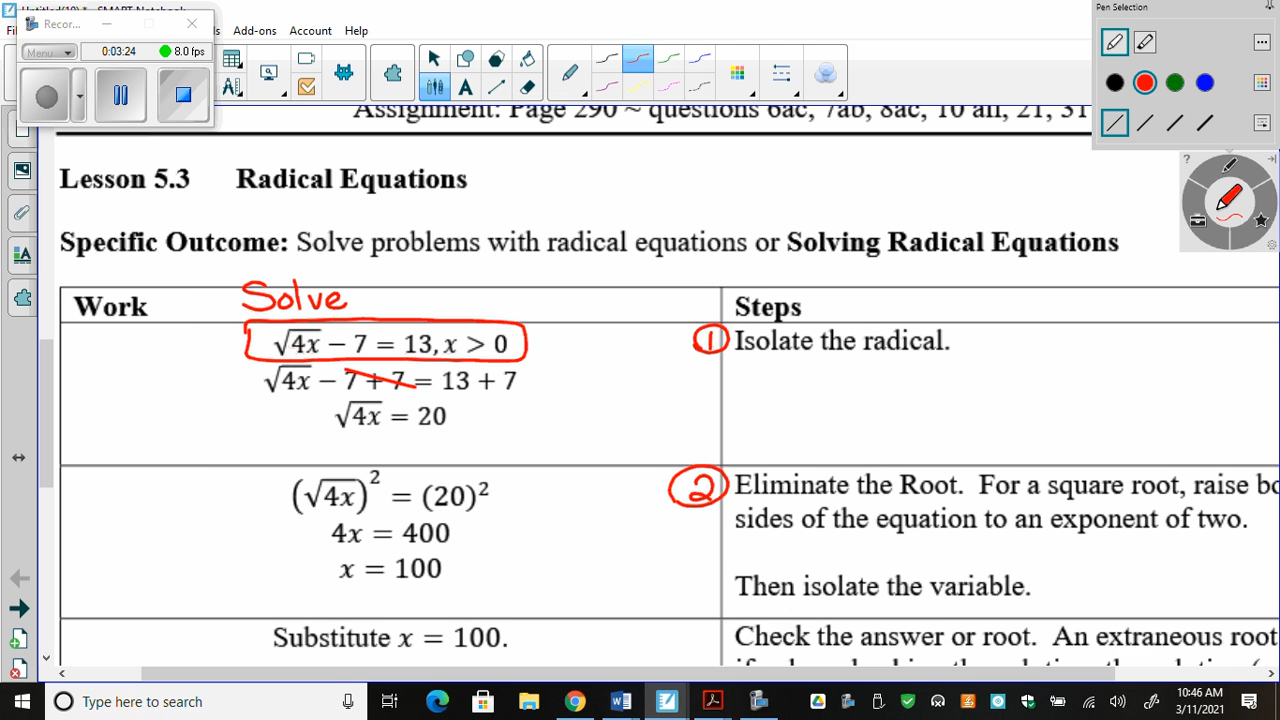 Untitled(10)* - SMART Notebook
Recor...
Menu
0:03:24
8.0 fps
Add-ons Account Help
Pen Selection
Assignment: Page 290 ~ questions 6ac, 7ab, 8ac, 10 all, 21, 31
Lesson 5.3 Radical Equations
Specific Outcome: Solve problems with radical equations or Solving Radical Equations
Work Solve Steps
√4x − 7 = 13, x > 0
① Isolate the radical.
√4x − 7 + 7 = 13 + 7
√4x = 20
(√4x)² = (20)²
4x = 400
x = 100
② Eliminate the Root. For a square root, raise bo
sides of the equation to an exponent of two.
Then isolate the variable.
Substitute x = 100.
Check the answer or root. An extraneous root
Type here to search
10:46 AM
3/11/2021